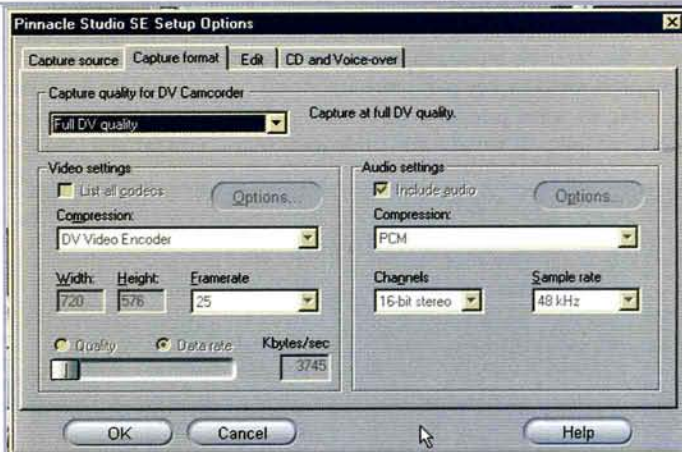 Pinnacle Studio SE Setup Options
Capture source Capture format Edit CD and Voice-over
Capture quality for DV Camcorder
Full DV quality Capture at full DV quality.
Video settings Audio settings
List all codecs Options... Include audio Options...
Compression: Compression:
DV Video Encoder PCM
Width: Height: Framerate Channels Sample rate
720 576 25 16-bit stereo 48 kHz
Quality Data rate Kbytes/sec
3745
OK Cancel Help